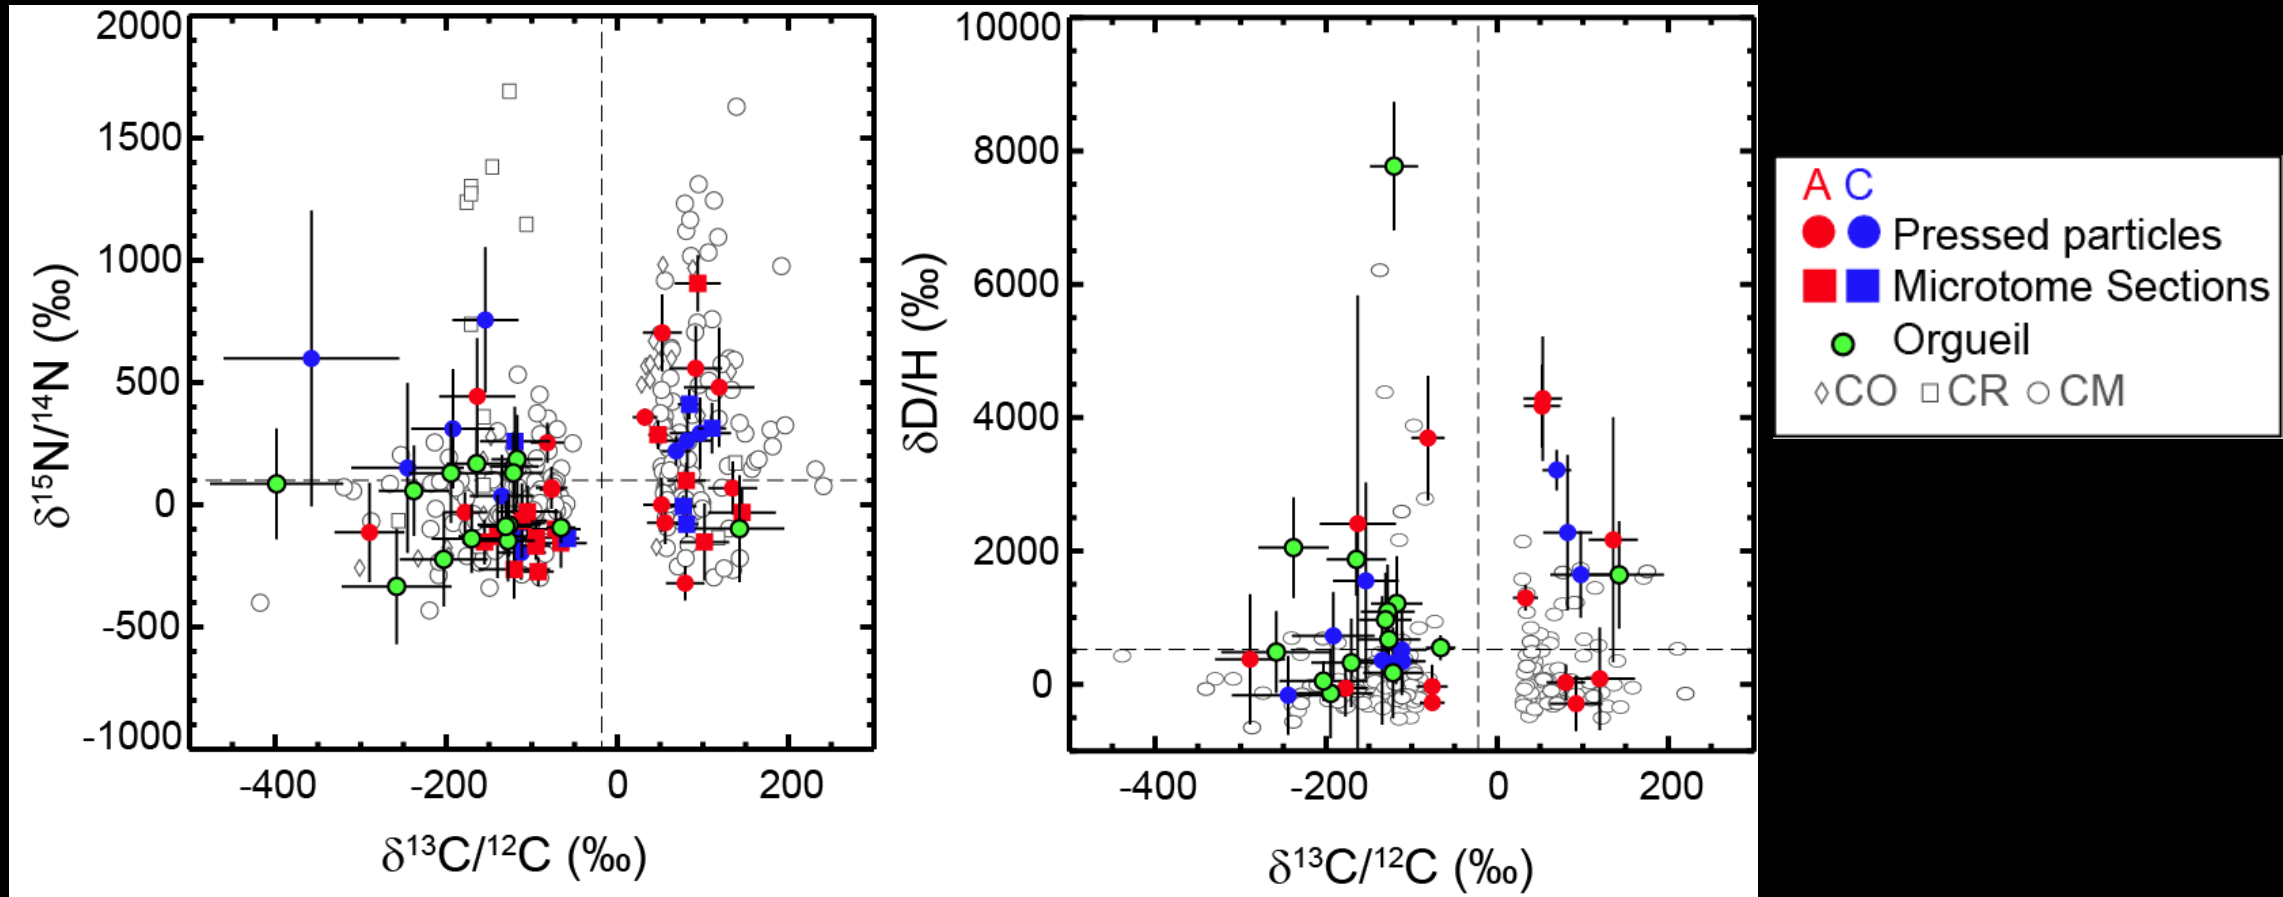 2000
1500
1000
500
0
-500
-1000
δ¹⁵N/¹⁴N (‰)
-400 -200 0 200
δ¹³C/¹²C (‰)
10000
8000
6000
4000
2000
0
δD/H (‰)
-400 -200 0 200
δ¹³C/¹²C (‰)
A C
Pressed particles
Microtome Sections
Orgueil
CO CR CM